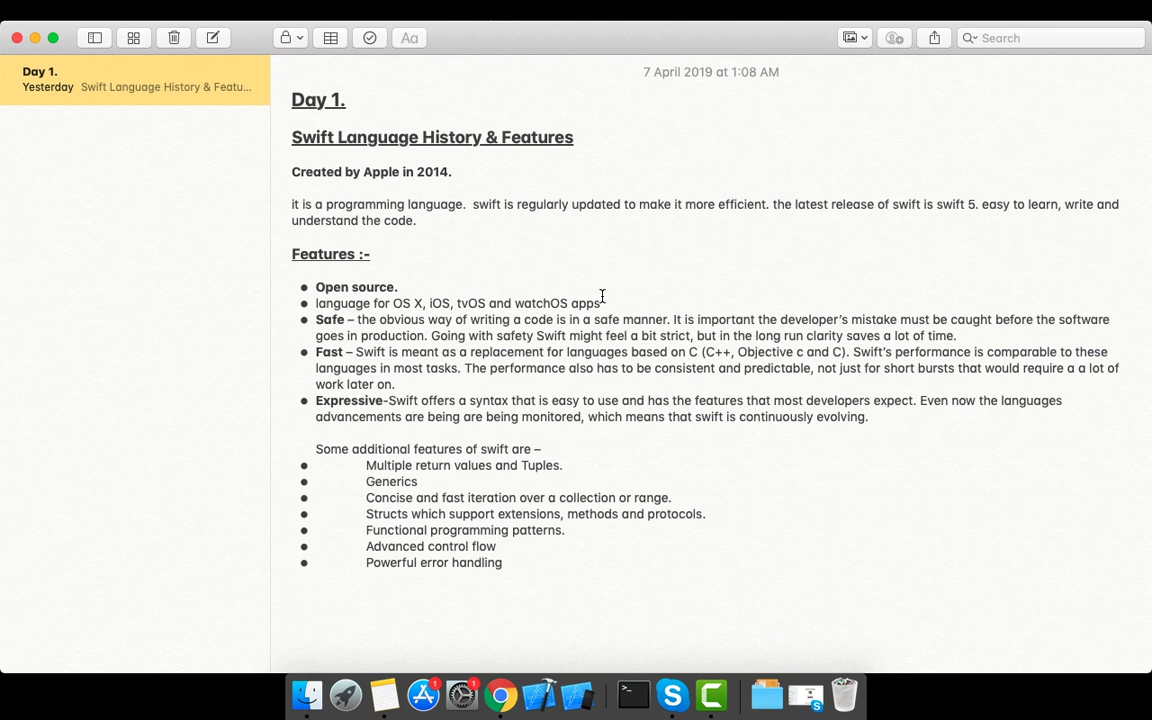 Aa
Search
Day 1.
Yesterday Swift Language History & Featu...
7 April 2019 at 1:08 AM
Day 1.
Swift Language History & Features
Created by Apple in 2014.
it is a programming language.  swift is regularly updated to make it more efficient. the latest release of swift is swift 5. easy to learn, write and
understand the code.
Features :-
● Open source.
● language for OS X, iOS, tvOS and watchOS apps
● Safe – the obvious way of writing a code is in a safe manner. It is important the developer's mistake must be caught before the software
goes in production. Going with safety Swift might feel a bit strict, but in the long run clarity saves a lot of time.
● Fast – Swift is meant as a replacement for languages based on C (C++, Objective c and C). Swift's performance is comparable to these
languages in most tasks. The performance also has to be consistent and predictable, not just for short bursts that would require a a lot of
work later on.
● Expressive-Swift offers a syntax that is easy to use and has the features that most developers expect. Even now the languages
advancements are being are being monitored, which means that swift is continuously evolving.
Some additional features of swift are –
● Multiple return values and Tuples.
● Generics
● Concise and fast iteration over a collection or range.
● Structs which support extensions, methods and protocols.
● Functional programming patterns.
● Advanced control flow
● Powerful error handling
1
1